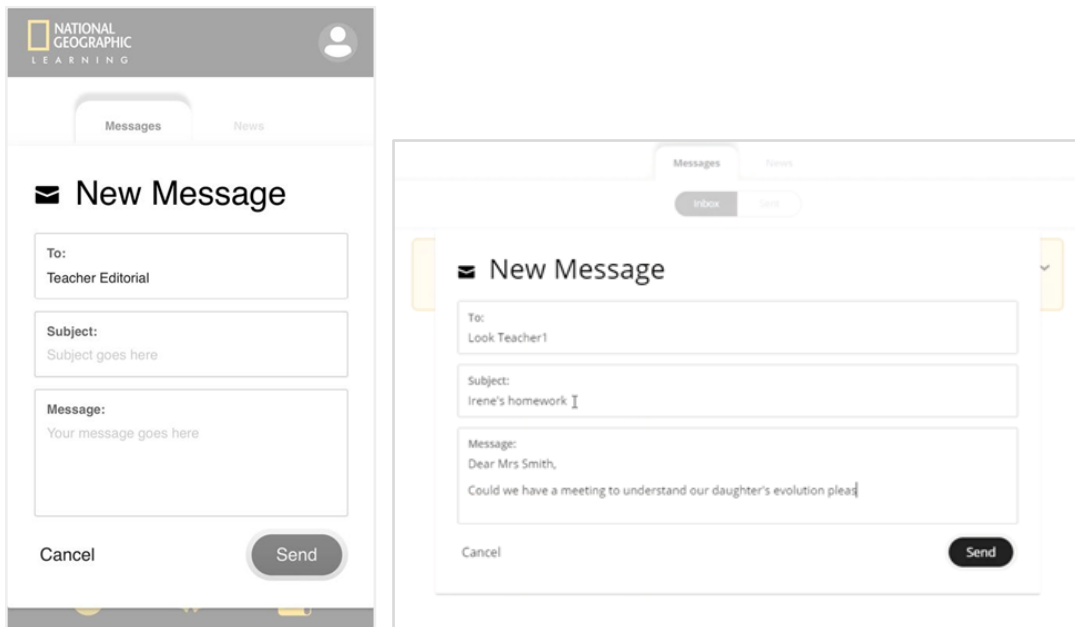 NATIONAL
GEOGRAPHIC
LEARNING
Messages News
New Message
To:
Teacher Editorial
Subject:
Subject goes here
Message:
Your message goes here
Cancel Send
Messages News
Inbox Sent
New Message
To:
Look Teacher1
Subject:
Irene's homework
Message:
Dear Mrs Smith,
Could we have a meeting to understand our daughter's evolution pleas
Cancel Send